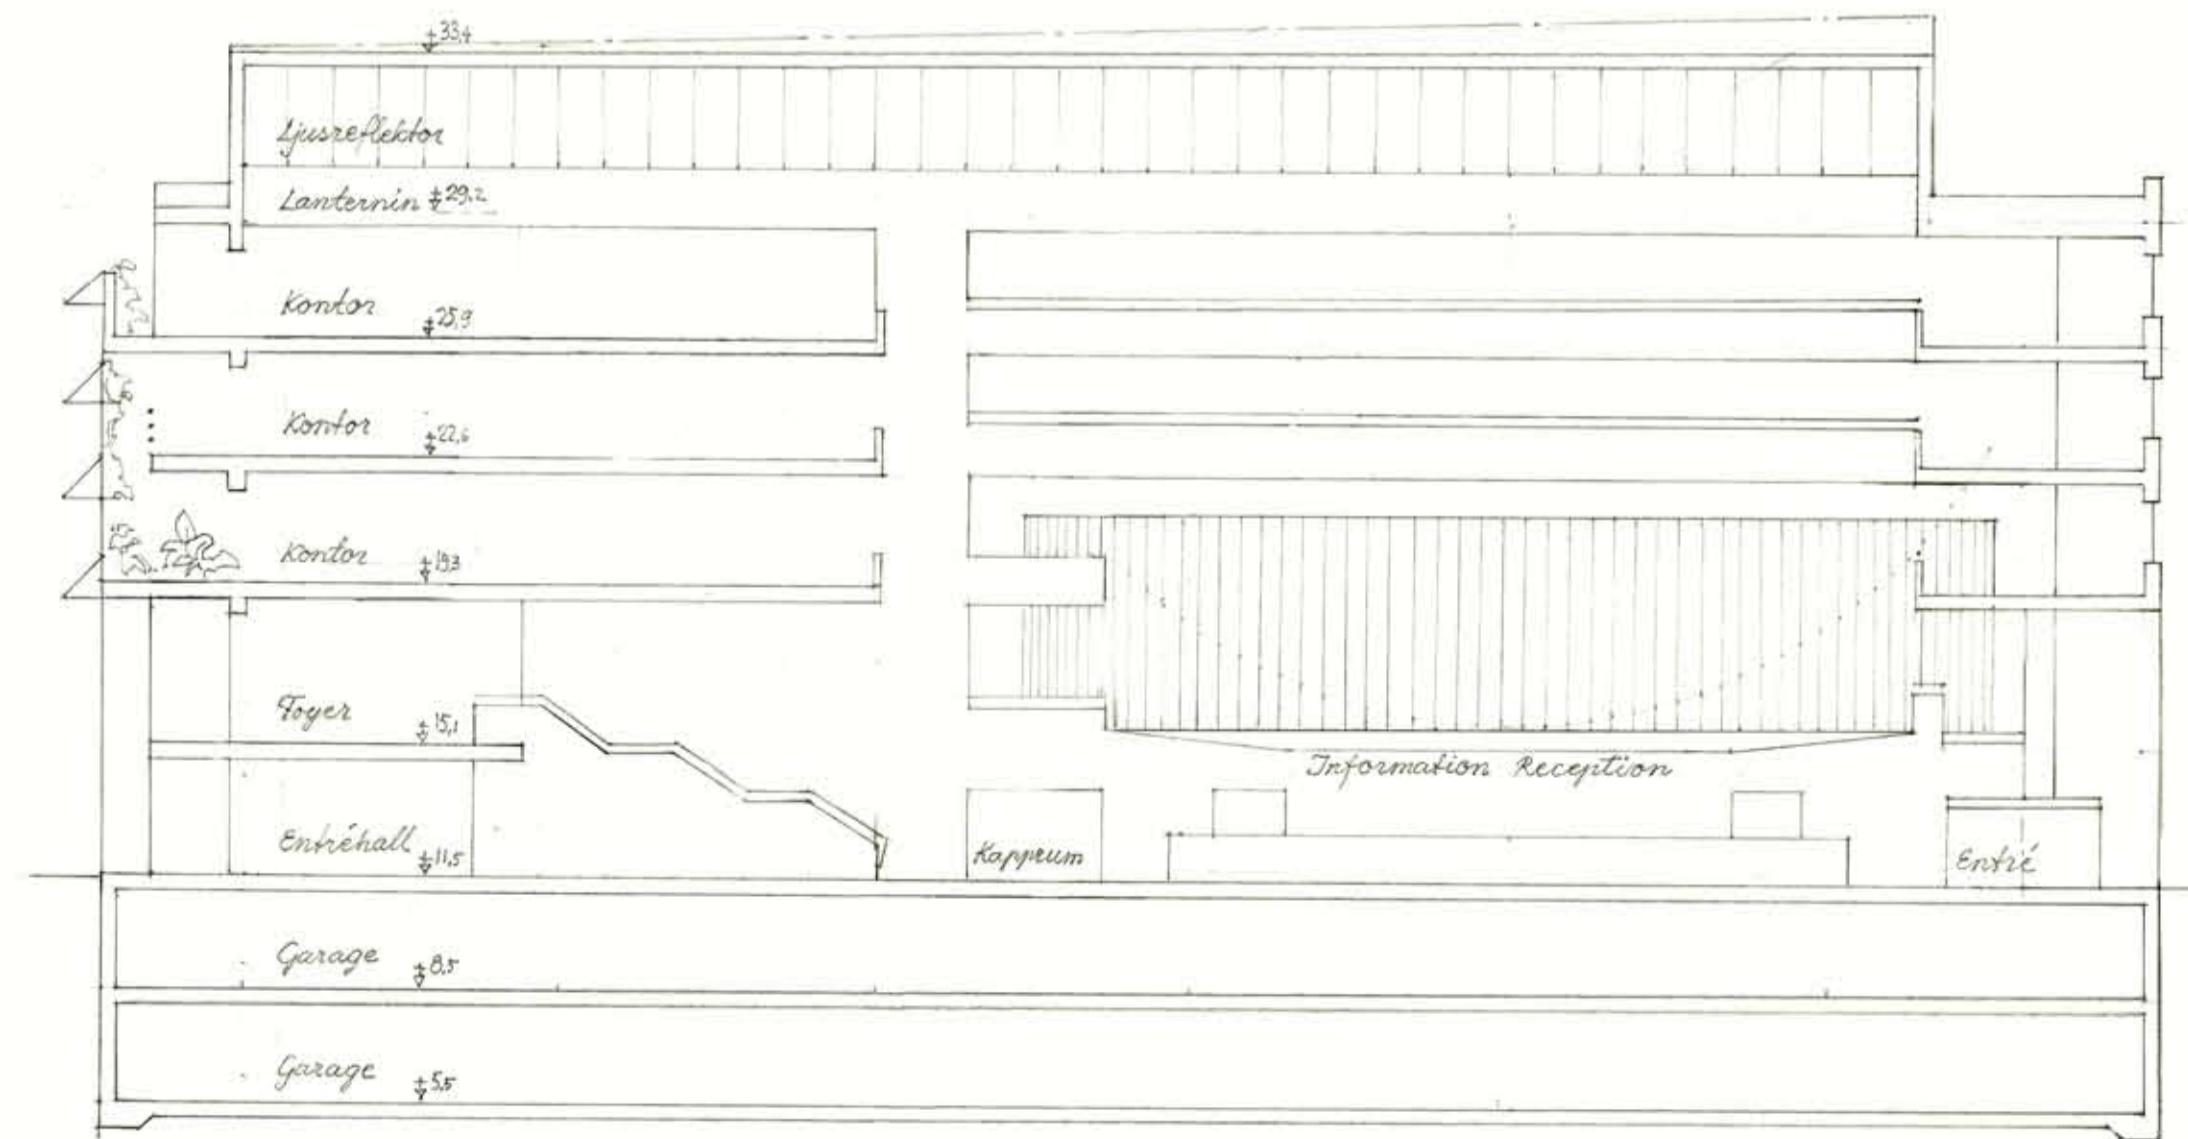 +33,4
Ljusreflektor
Lanternin +29,2
Kontor +25,9
Kontor +22,6
Kontor +19,3
Foyer +15,1
Information Reception
Entréhall +11,5
Kapprum
Entré
Garage +8,5
Garage +5,5